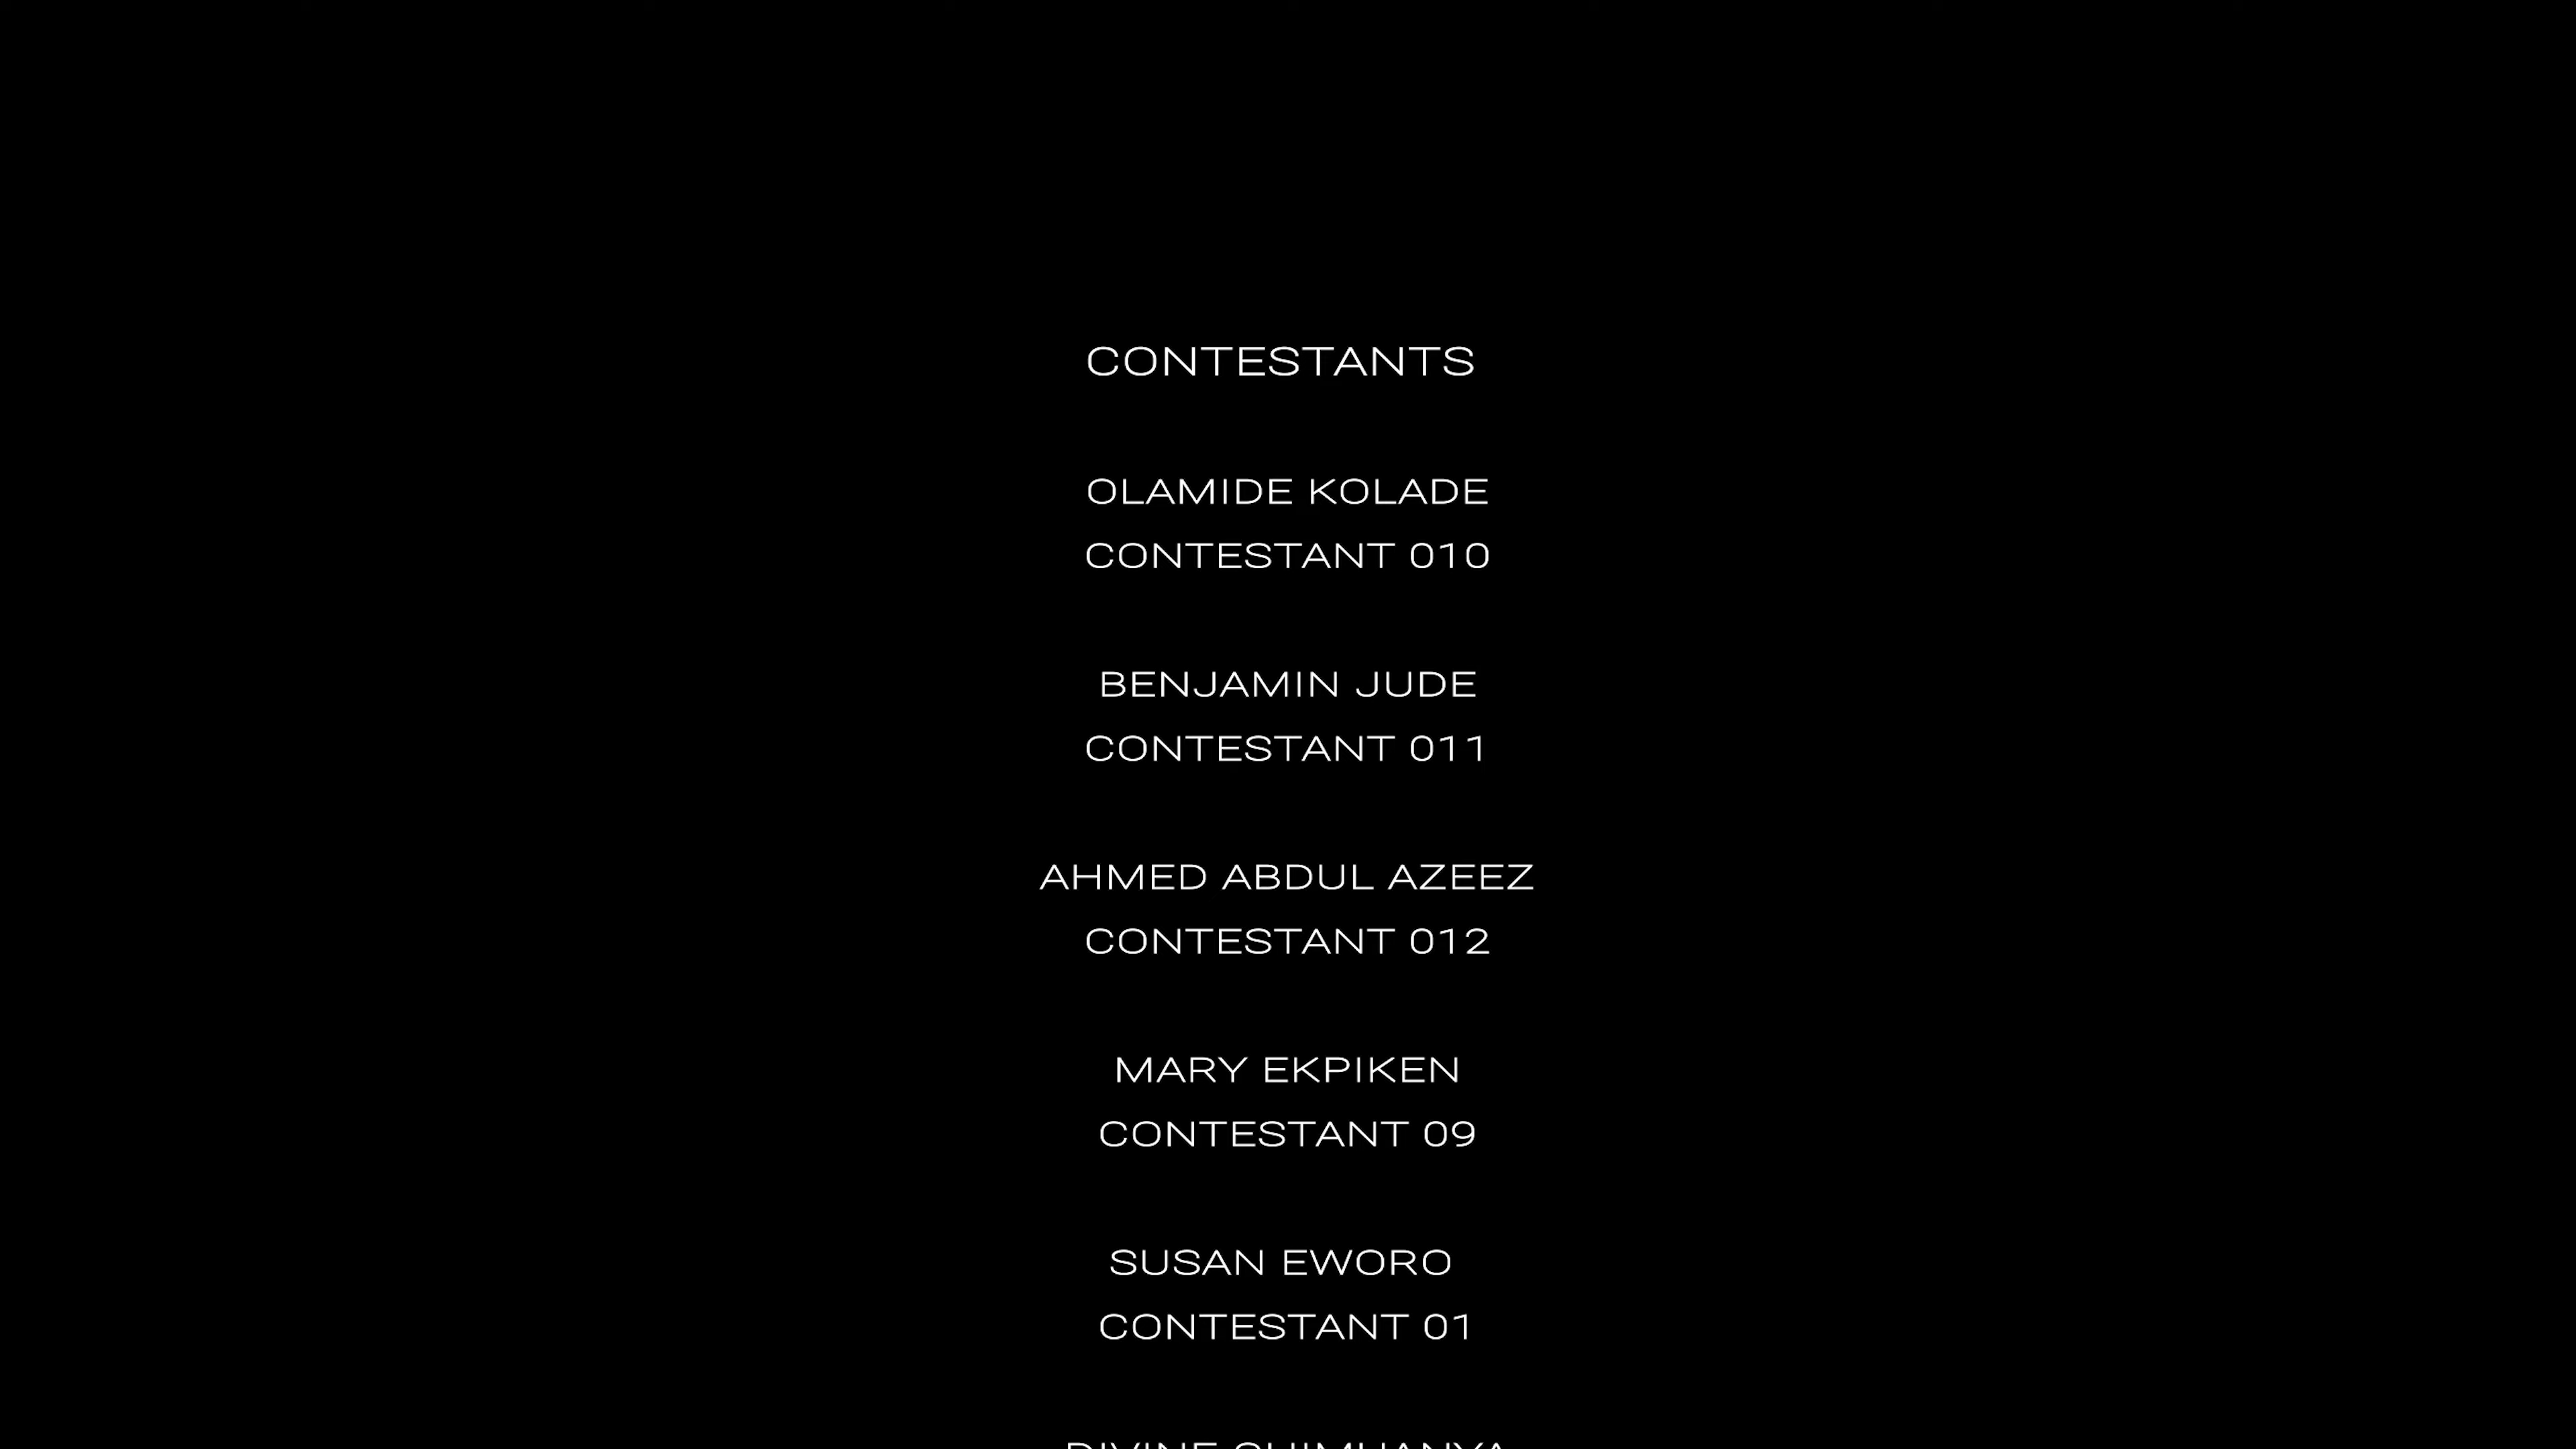 CONTESTANTS
OLAMIDE KOLADE
CONTESTANT 010
BENJAMIN JUDE
CONTESTANT 011
AHMED ABDUL AZEEZ
CONTESTANT 012
MARY EKPIKEN
CONTESTANT 09
SUSAN EWORO
CONTESTANT 01
DIVINE